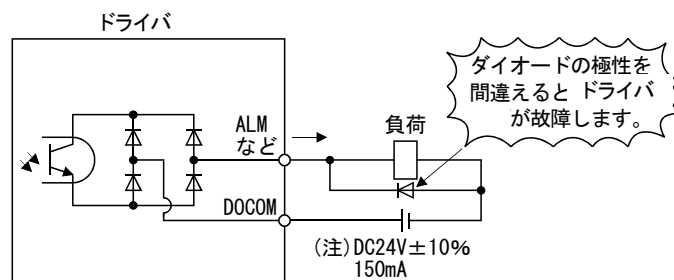 ドライバ
ダイオードの極性を
間違えると ドライバ
が故障します。
ALM
など
負荷
DOCOM
(注)DC24V±10%
150mA